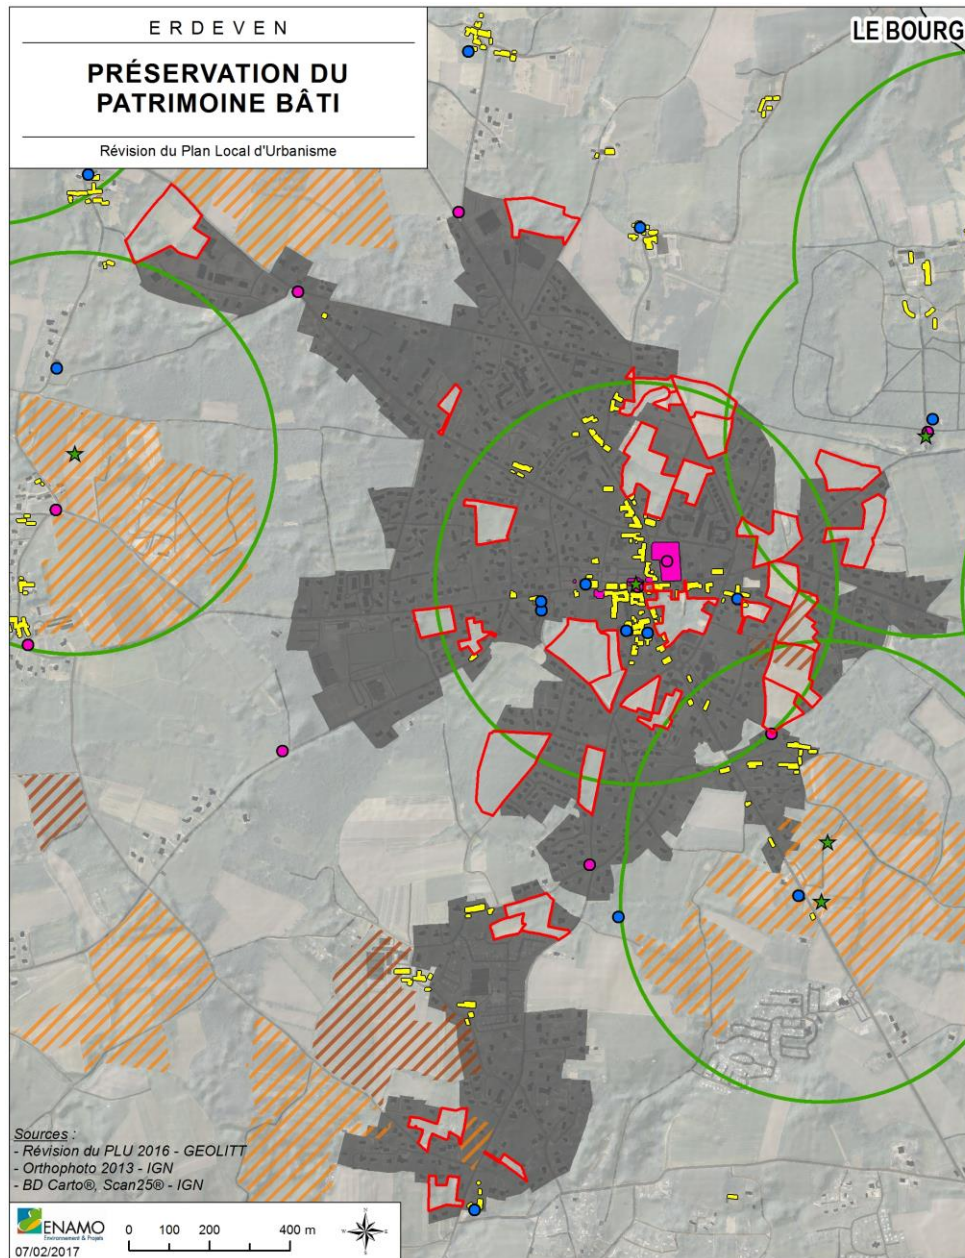 ERDEVEN
PRÉSERVATION DU
PATRIMOINE BÂTI
Révision du Plan Local d'Urbanisme
LE BOURG
Sources :
- Révision du PLU 2016 - GEOLITT
- Orthophoto 2013 - IGN
- BD Carto®, Scan25® - IGN
ENAMO
Environnement & Projets
07/02/2017
0 100 200 400 m